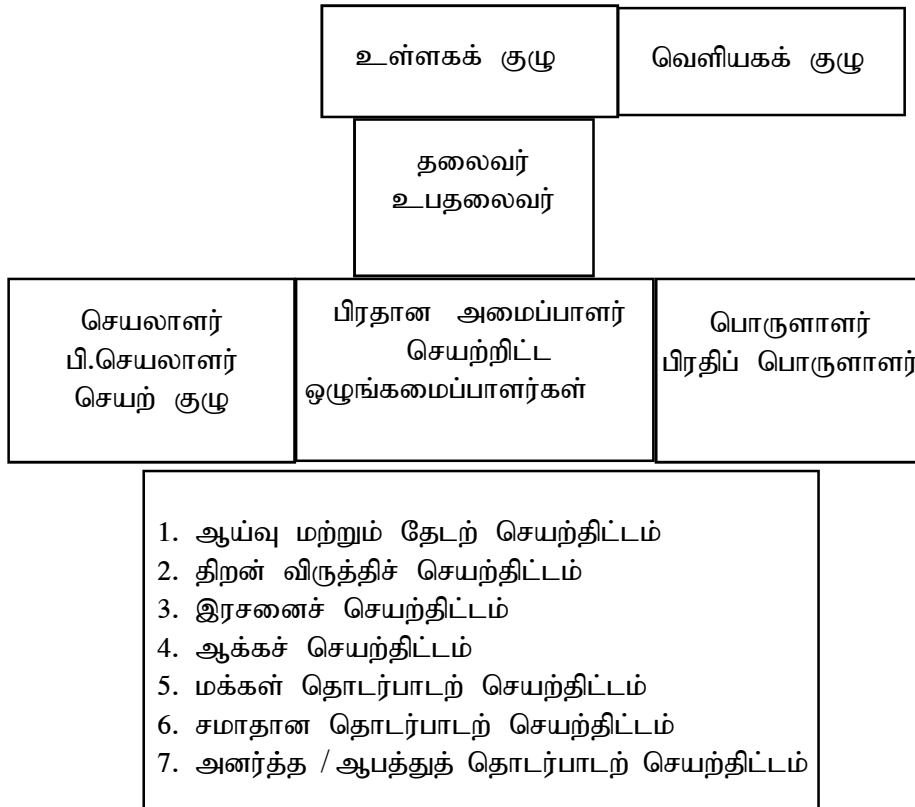 உள்ளகக் குழு
வெளியகக் குழு
தலைவர்
உபதலைவர்
செயலாளர்
பி.செயலாளர்
செயற் குழு
பிரதான அமைப்பாளர்
செயற்றிட்ட
ஒழுங்கமைப்பாளர்கள்
பொருளாளர்
பிரதிப் பொருளாளர்
1. ஆய்வு மற்றும் தேடற் செயற்திட்டம்
2. திறன் விருத்திச் செயற்திட்டம்
3. இரசனைச் செயற்திட்டம்
4. ஆக்கச் செயற்திட்டம்
5. மக்கள் தொடர்பாடற் செயற்திட்டம்
6. சமாதான தொடர்பாடற் செயற்திட்டம்
7. அனர்த்த / ஆபத்துத் தொடர்பாடற் செயற்திட்டம்